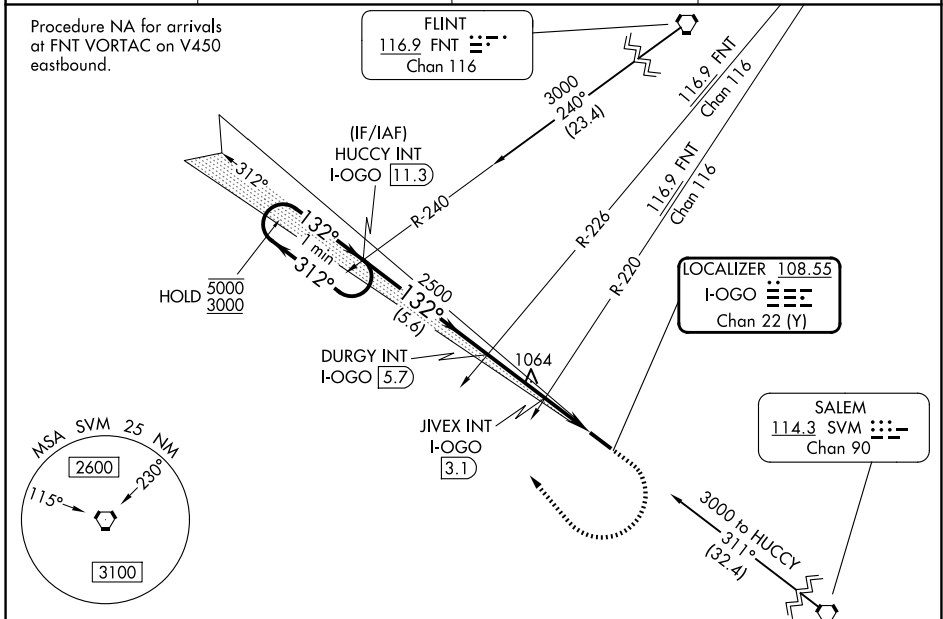 Procedure NA for arrivals
at FNT VORTAC on V450
eastbound.
FLINT
116.9 FNT
Chan 116
3000
240°
(23.4)
116.9 FNT
Chan 116
116.9 FNT
Chan 116
(IF/IAF)
HUCCY INT
I-OGO 11.3
R-240
R-226
R-220
312°
132°
1 min
312°
HOLD 5000
3000
2500
132°
(5.6)
LOCALIZER 108.55
I-OGO
Chan 22 (Y)
DURGY INT
I-OGO 5.7
1064
JIVEX INT
I-OGO
3.1
SALEM
114.3 SVM
Chan 90
MSA SVM 25 NM
2600
115°
230°
3100
3000 to HUCCY
311°
(32.4)